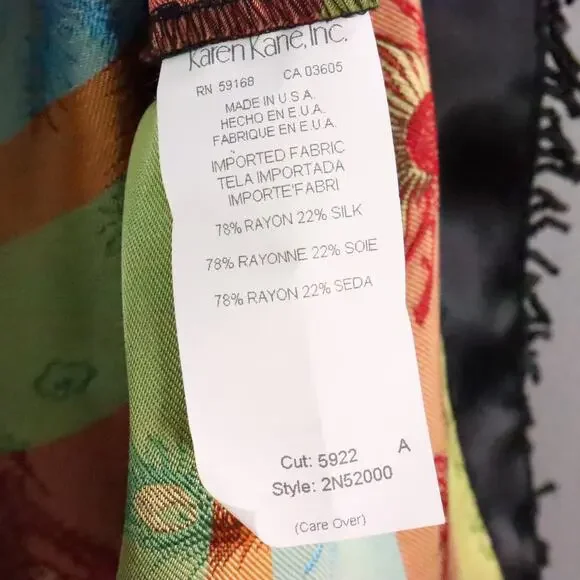 Karen Kane, Inc.
RN 59168 CA 03605
MADE IN U.S.A.
HECHO EN E.U.A.
FABRIQUE EN E.U.A.
IMPORTED FABRIC
TELA IMPORTADA
IMPORTE'FABRI
78% RAYON 22% SILK
78% RAYONNE 22% SOIE
78% RAYON 22% SEDA
Cut: 5922 A
Style: 2N52000
(Care Over)